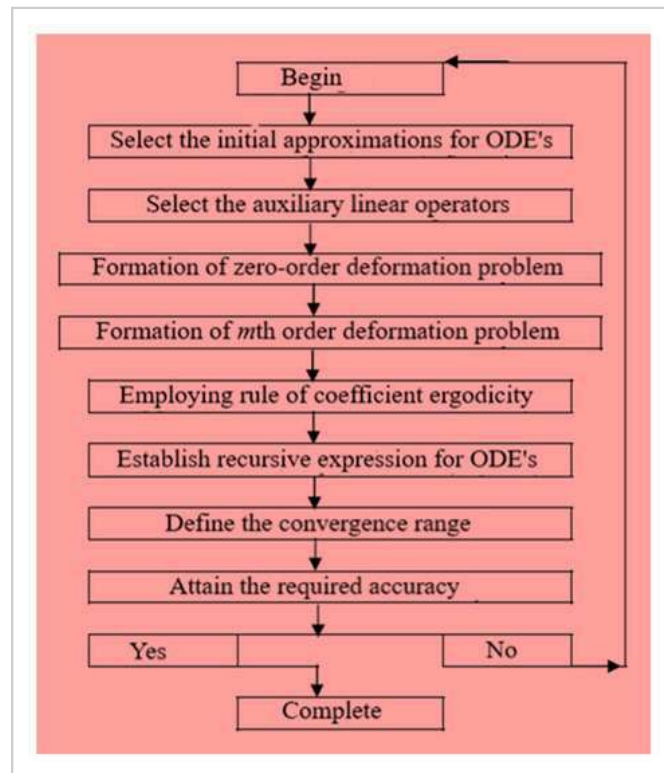 Begin
Select the initial approximations for ODE's
Select the auxiliary linear operators
Formation of zero-order deformation problem
Formation of mth order deformation problem
Employing rule of coefficient ergodicity
Establish recursive expression for ODE's
Define the convergence range
Attain the required accuracy
Yes No
Complete